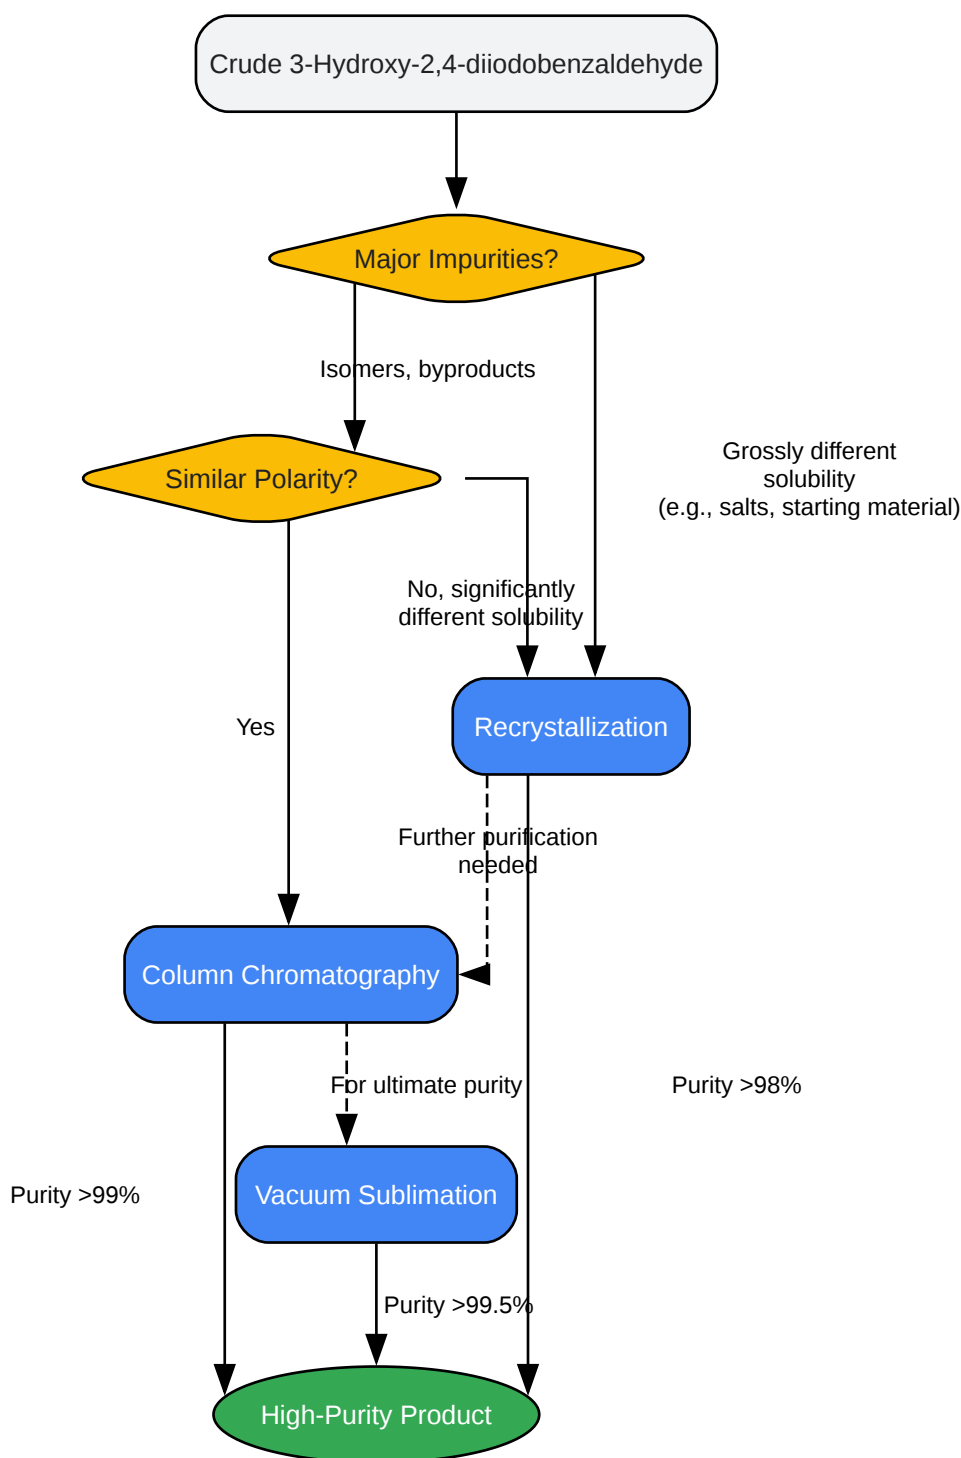 Crude 3-Hydroxy-2,4-diiodobenzaldehyde
Major Impurities?
Isomers, byproducts
Grossly different
solubility
(e.g., salts, starting material)
Similar Polarity?
No, significantly
different solubility
Yes
Recrystallization
Further purification
needed
Column Chromatography
For ultimate purity
Purity >98%
Purity >99%
Vacuum Sublimation
Purity >99.5%
High-Purity Product